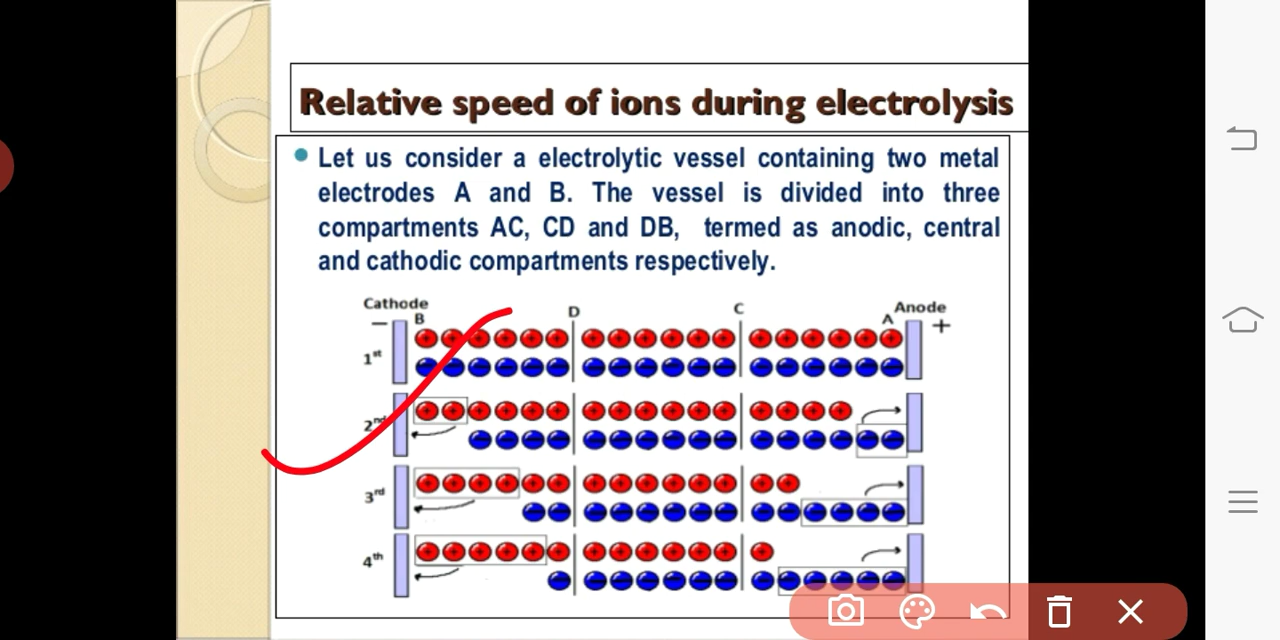 Relative speed of ions during electrolysis
Let us consider a electrolytic vessel containing two metal
electrodes A and B. The vessel is divided into three
compartments AC, CD and DB, termed as anodic, central
and cathodic compartments respectively.
Cathode
Anode
B
D
C
A
−
+
1st
2nd
3rd
4th